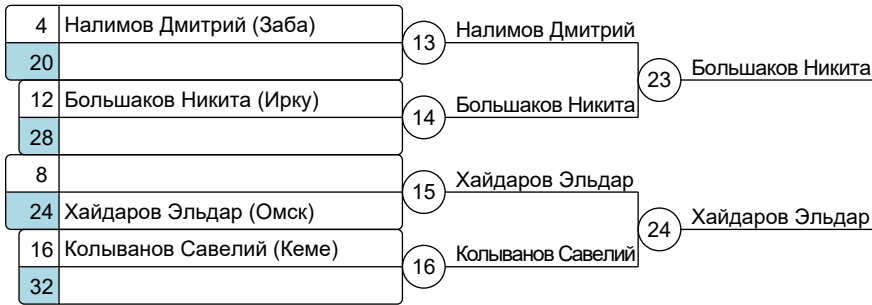 4 Налимов Дмитрий (Заба)
20
13 Налимов Дмитрий
12 Большаков Никита (Ирку)
28
14 Большаков Никита
23 Большаков Никита
8
24 Хайдаров Эльдар (Омск)
15 Хайдаров Эльдар
16 Колыванов Савелий (Кеме)
32
16 Колыванов Савелий
24 Хайдаров Эльдар